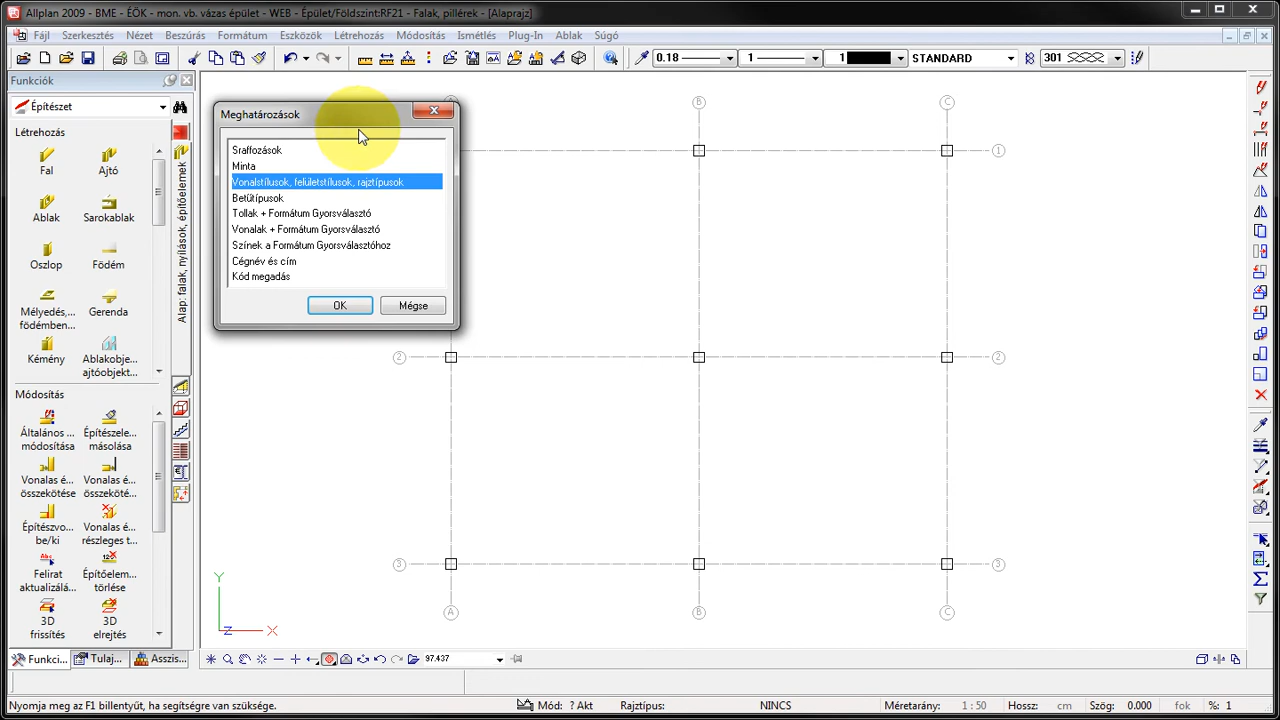 Allplan 2009 - BME - ÉÖK - mon. vb. vázas épület - WEB - Épület/Földszint:RF21 - Falak, pillérek - [Alaprajz]
Fájl Szerkesztés Nézet Beszúrás Formátum Eszközök Létrehozás Módosítás Ismétlés Plug-In Ablak Súgó
0.18 1 1 STANDARD 301
Funkciók
Építészet
Létrehozás
Fal Ajtó
Ablak Sarokablak
Oszlop Födém
Mélyedés, födémben... Gerenda
Kémény Ablakobje... ajtóobjekt...
Alap: falak, nyílások, építőelemek
Módosítás
Általános ... módosítása Építészele... másolása
Vonalas é... összekötése Vonalas é... összeköté...
Építészvo... be/ki Vonalas é... részleges t...
Felirat aktualizálá... Építőelem... törlése
3D frissítés 3D elrejtés
Funkci... Tulaj... Asszis...
Meghatározások
Sraffozások
Minta
Vonalstílusok, felületstílusok, rajztípusok
Betűtípusok
Tollak + Formátum Gyorsválasztó
Vonalak + Formátum Gyorsválasztó
Színek a Formátum Gyorsválasztóhoz
Cégnév és cím
Kód megadás
OK Mégse
B C
1
2 2
3 3
A B C
Y
Z X
97.437
Nyomja meg az F1 billentyűt, ha segítségre van szüksége. Mód: ? Akt Rajztípus: NINCS Méretarány: 1 : 50 Hossz: cm Szög: 0.000 fok %: 1